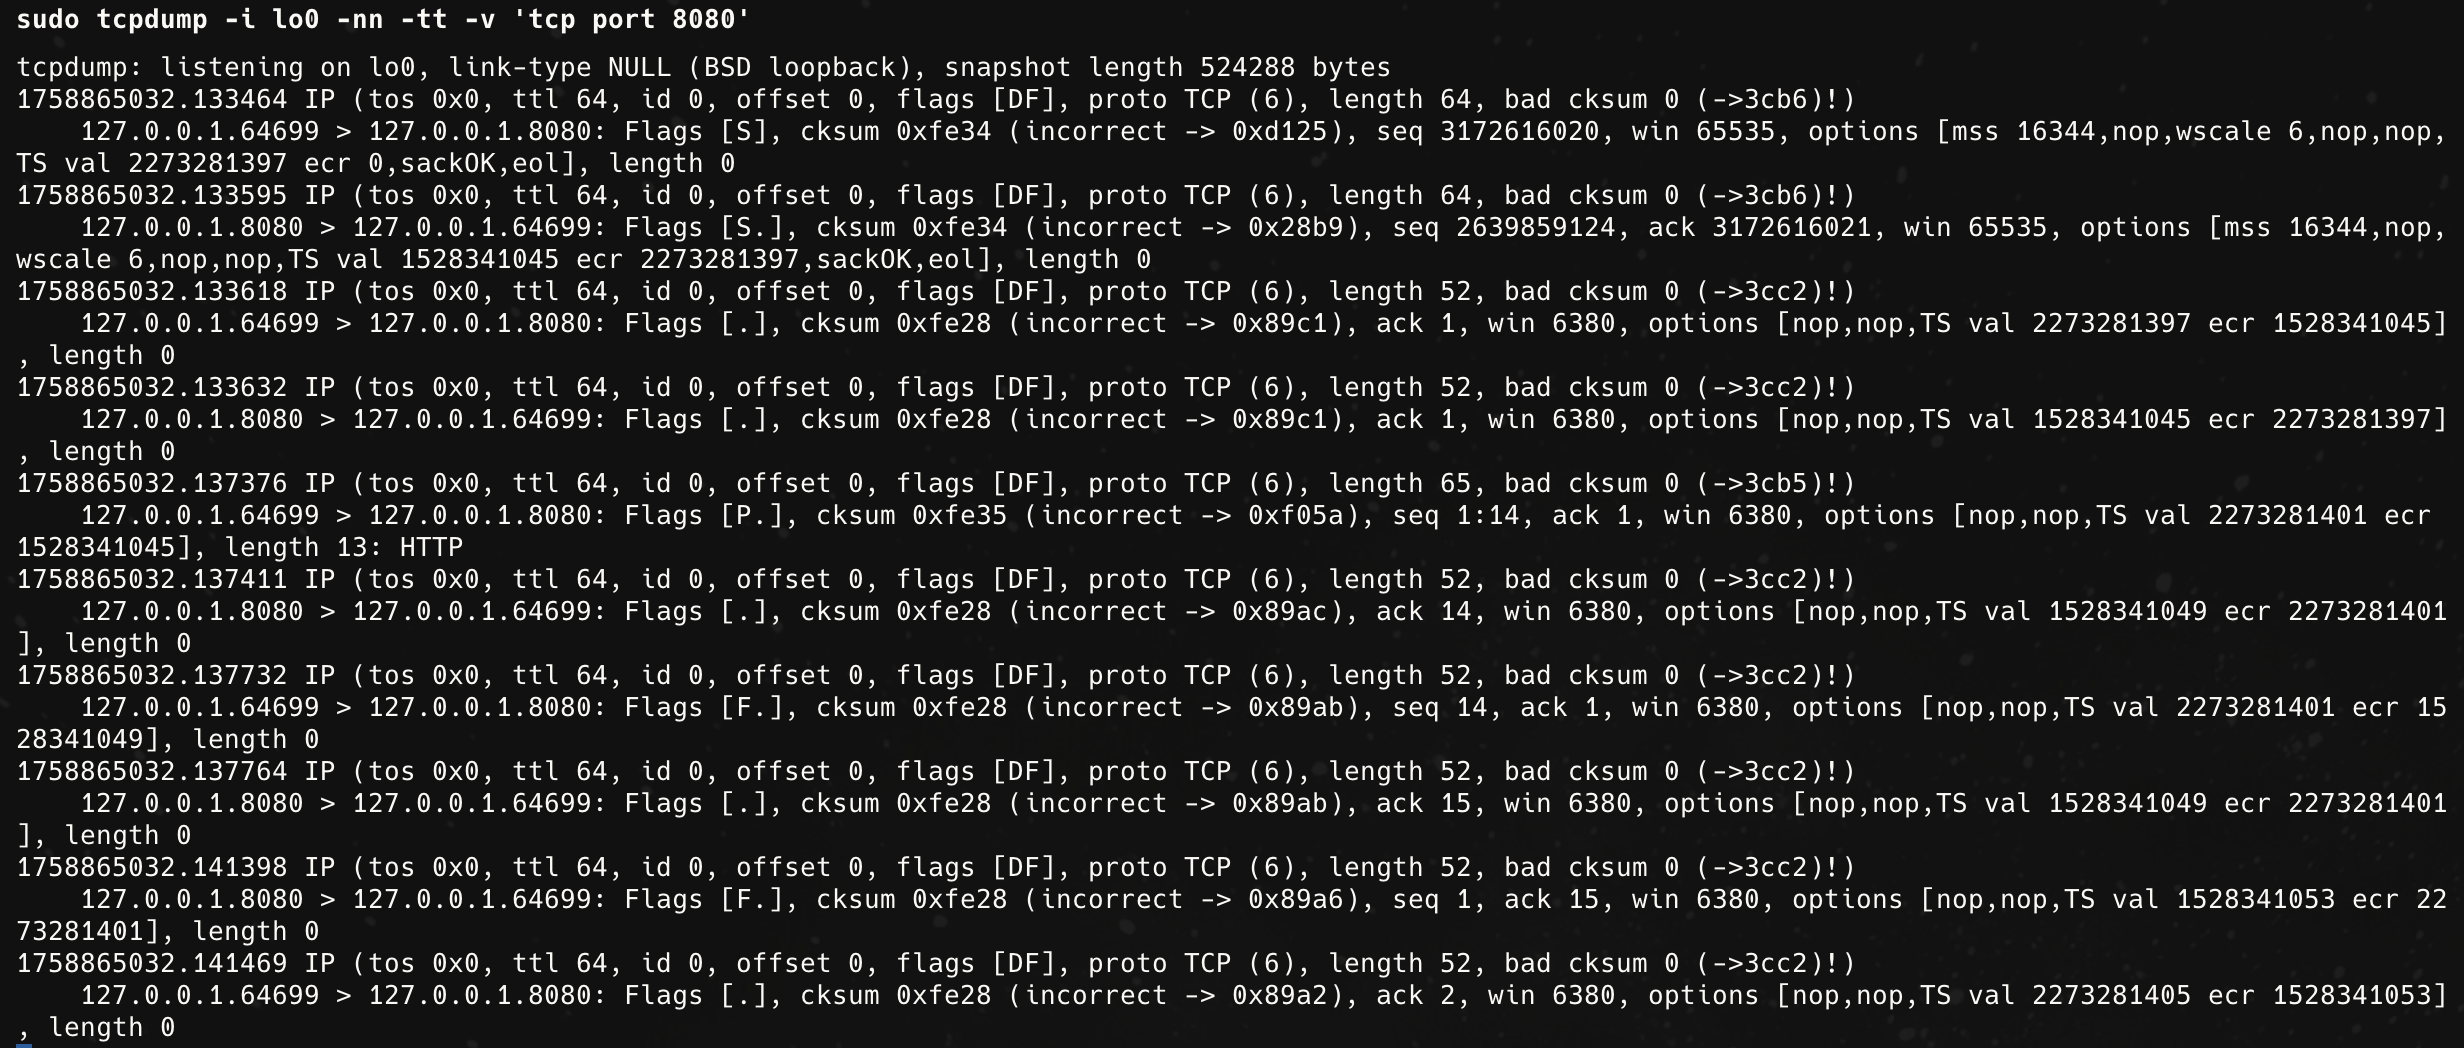 sudo tcpdump -i lo0 -nn -tt -v 'tcp port 8080'
tcpdump: listening on lo0, link-type NULL (BSD loopback), snapshot length 524288 bytes
1758865032.133464 IP (tos 0x0, ttl 64, id 0, offset 0, flags [DF], proto TCP (6), length 64, bad cksum 0 (->3cb6)!)
    127.0.0.1.64699 > 127.0.0.1.8080: Flags [S], cksum 0xfe34 (incorrect -> 0xd125), seq 3172616020, win 65535, options [mss 16344,nop,wscale 6,nop,nop,
TS val 2273281397 ecr 0,sackOK,eol], length 0
1758865032.133595 IP (tos 0x0, ttl 64, id 0, offset 0, flags [DF], proto TCP (6), length 64, bad cksum 0 (->3cb6)!)
    127.0.0.1.8080 > 127.0.0.1.64699: Flags [S.], cksum 0xfe34 (incorrect -> 0x28b9), seq 2639859124, ack 3172616021, win 65535, options [mss 16344,nop,
wscale 6,nop,nop,TS val 1528341045 ecr 2273281397,sackOK,eol], length 0
1758865032.133618 IP (tos 0x0, ttl 64, id 0, offset 0, flags [DF], proto TCP (6), length 52, bad cksum 0 (->3cc2)!)
    127.0.0.1.64699 > 127.0.0.1.8080: Flags [.], cksum 0xfe28 (incorrect -> 0x89c1), ack 1, win 6380, options [nop,nop,TS val 2273281397 ecr 1528341045]
, length 0
1758865032.133632 IP (tos 0x0, ttl 64, id 0, offset 0, flags [DF], proto TCP (6), length 52, bad cksum 0 (->3cc2)!)
    127.0.0.1.8080 > 127.0.0.1.64699: Flags [.], cksum 0xfe28 (incorrect -> 0x89c1), ack 1, win 6380, options [nop,nop,TS val 1528341045 ecr 2273281397]
, length 0
1758865032.137376 IP (tos 0x0, ttl 64, id 0, offset 0, flags [DF], proto TCP (6), length 65, bad cksum 0 (->3cb5)!)
    127.0.0.1.64699 > 127.0.0.1.8080: Flags [P.], cksum 0xfe35 (incorrect -> 0xf05a), seq 1:14, ack 1, win 6380, options [nop,nop,TS val 2273281401 ecr
1528341045], length 13: HTTP
1758865032.137411 IP (tos 0x0, ttl 64, id 0, offset 0, flags [DF], proto TCP (6), length 52, bad cksum 0 (->3cc2)!)
    127.0.0.1.8080 > 127.0.0.1.64699: Flags [.], cksum 0xfe28 (incorrect -> 0x89ac), ack 14, win 6380, options [nop,nop,TS val 1528341049 ecr 2273281401
], length 0
1758865032.137732 IP (tos 0x0, ttl 64, id 0, offset 0, flags [DF], proto TCP (6), length 52, bad cksum 0 (->3cc2)!)
    127.0.0.1.64699 > 127.0.0.1.8080: Flags [F.], cksum 0xfe28 (incorrect -> 0x89ab), seq 14, ack 1, win 6380, options [nop,nop,TS val 2273281401 ecr 15
28341049], length 0
1758865032.137764 IP (tos 0x0, ttl 64, id 0, offset 0, flags [DF], proto TCP (6), length 52, bad cksum 0 (->3cc2)!)
    127.0.0.1.8080 > 127.0.0.1.64699: Flags [.], cksum 0xfe28 (incorrect -> 0x89ab), ack 15, win 6380, options [nop,nop,TS val 1528341049 ecr 2273281401
], length 0
1758865032.141398 IP (tos 0x0, ttl 64, id 0, offset 0, flags [DF], proto TCP (6), length 52, bad cksum 0 (->3cc2)!)
    127.0.0.1.8080 > 127.0.0.1.64699: Flags [F.], cksum 0xfe28 (incorrect -> 0x89a6), seq 1, ack 15, win 6380, options [nop,nop,TS val 1528341053 ecr 22
73281401], length 0
1758865032.141469 IP (tos 0x0, ttl 64, id 0, offset 0, flags [DF], proto TCP (6), length 52, bad cksum 0 (->3cc2)!)
    127.0.0.1.64699 > 127.0.0.1.8080: Flags [.], cksum 0xfe28 (incorrect -> 0x89a2), ack 2, win 6380, options [nop,nop,TS val 2273281405 ecr 1528341053]
, length 0